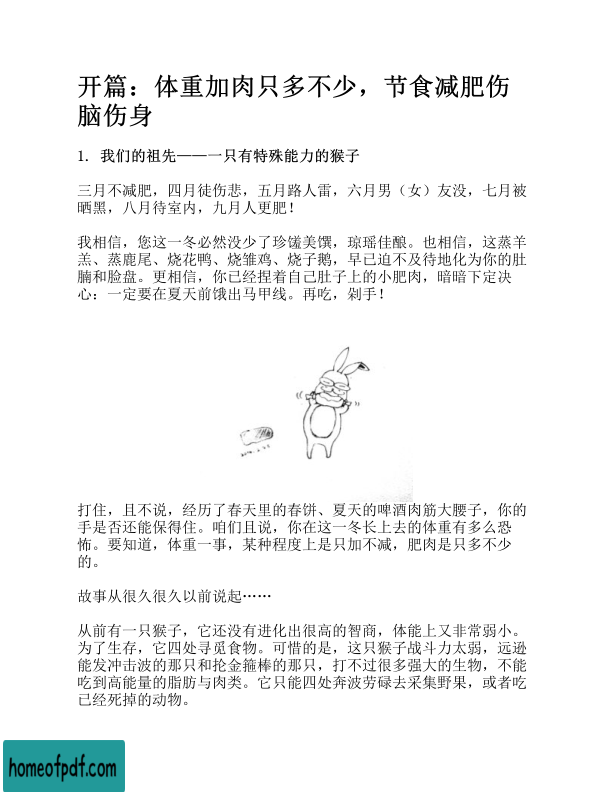 开篇：体重加肉只多不少，节食减肥伤
脑伤身
1. 我们的祖先——一只有特殊能力的猴子
三月不减肥，四月徒伤悲，五月路人雷，六月男（女）友没，七月被
晒黑，八月待室内，九月人更肥！
我相信，您这一冬必然没少了珍馐美馔，琼瑶佳酿。也相信，这蒸羊
羔、蒸鹿尾、烧花鸭、烧雏鸡、烧子鹅，早已迫不及待地化为你的肚
腩和脸盘。更相信，你已经捏着自己肚子上的小肥肉，暗暗下定决
心：一定要在夏天前饿出马甲线。再吃，剁手！
打住，且不说，经历了春天里的春饼、夏天的啤酒肉筋大腰子，你的
手是否还能保得住。咱们且说，你在这一冬长上去的体重有多么恐
怖。要知道，体重一事，某种程度上是只加不减，肥肉是只多不少
的。
故事从很久很久以前说起……
从前有一只猴子，它还没有进化出很高的智商，体能上又非常弱小。
为了生存，它四处寻觅食物。可惜的是，这只猴子战斗力太弱，远逊
能发冲击波的那只和抡金箍棒的那只，打不过很多强大的生物，不能
吃到高能量的脂肪与肉类。它只能四处奔波劳碌去采集野果，或者吃
已经死掉的动物。
homeofpdf.com